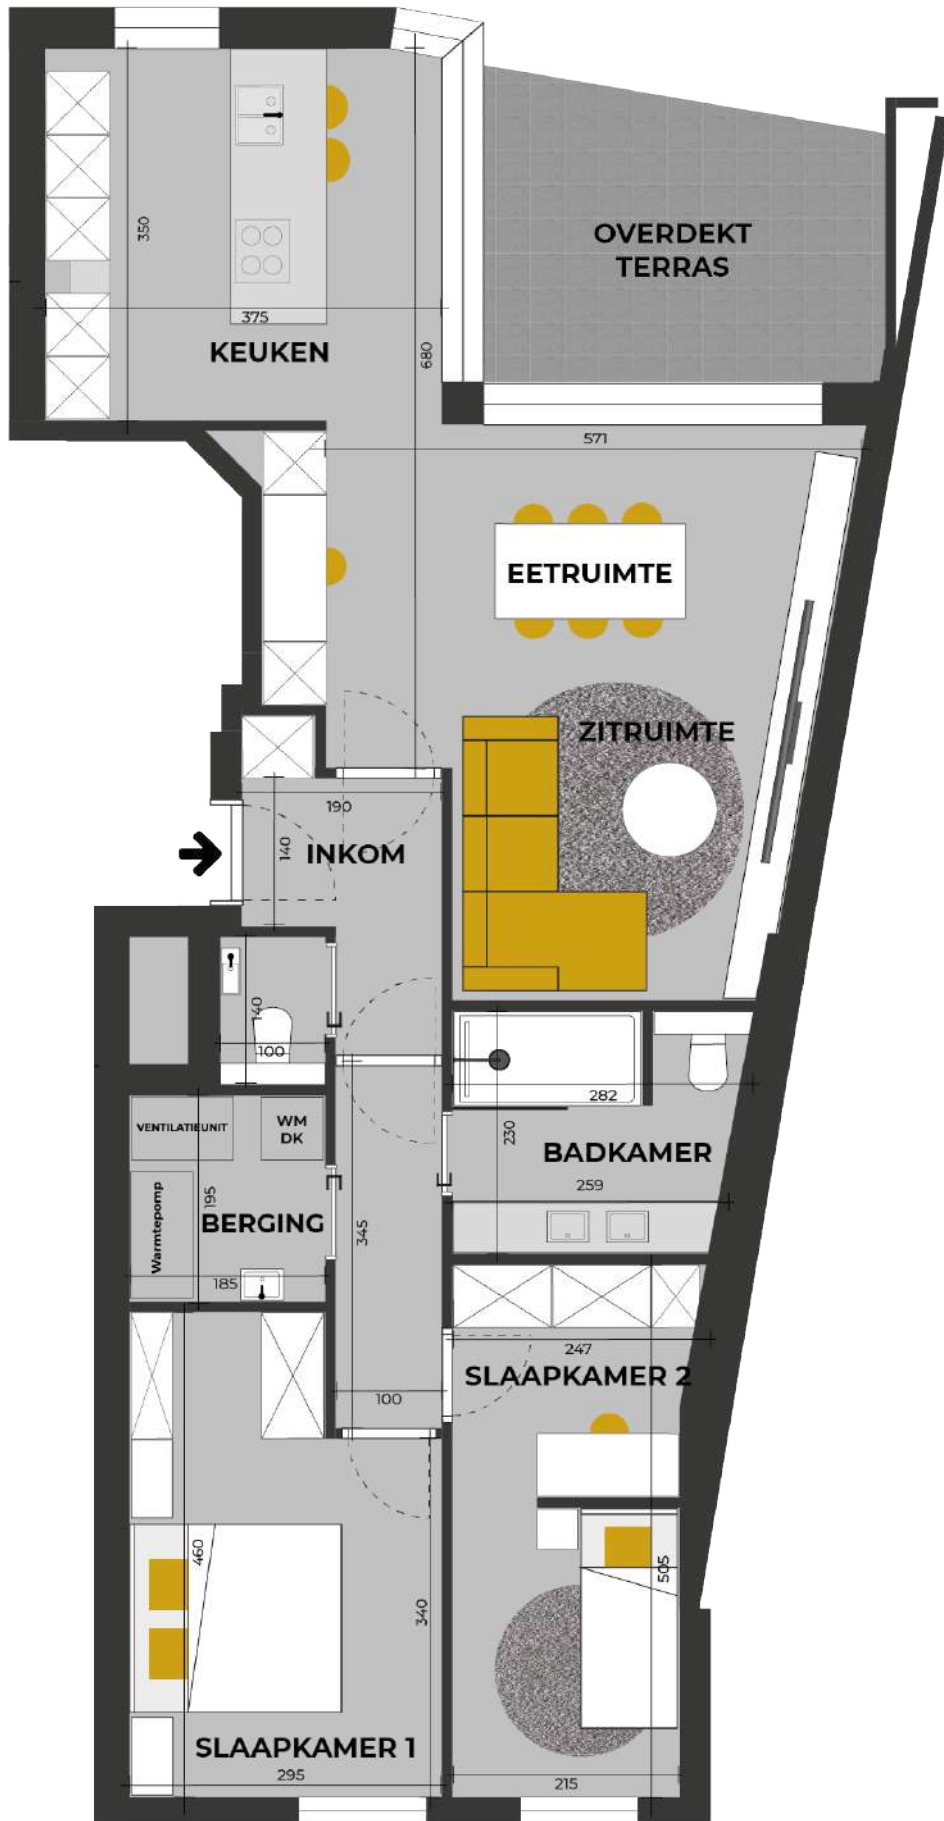 350
OVERDEKT
TERRAS
375
KEUKEN
680
571
EETRUIMTE
ZITRUIMTE
190
140
INKOM
140
100
282
VENTILATIEUNIT
WM
DK
230
BADKAMER
Warmtepomp
195
259
BERGING
345
185
247
SLAAPKAMER 2
100
460
505
340
SLAAPKAMER 1
295
215